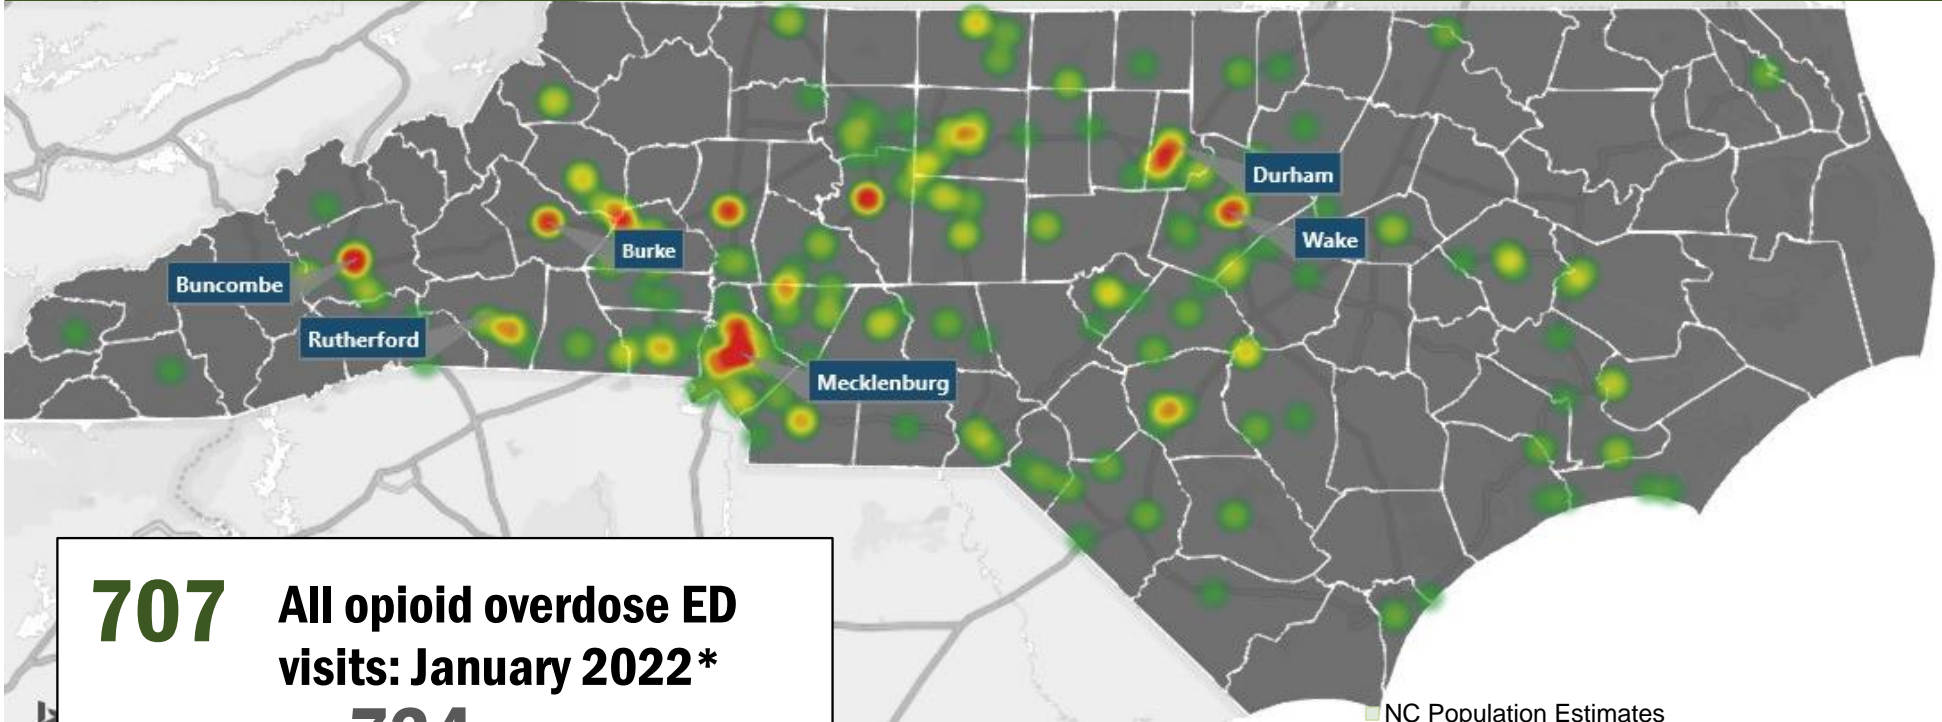 Durham
Wake
Burke
Buncombe
Rutherford
Mecklenburg
707 All opioid overdose ED
visits: January 2022*
NC Population Estimates